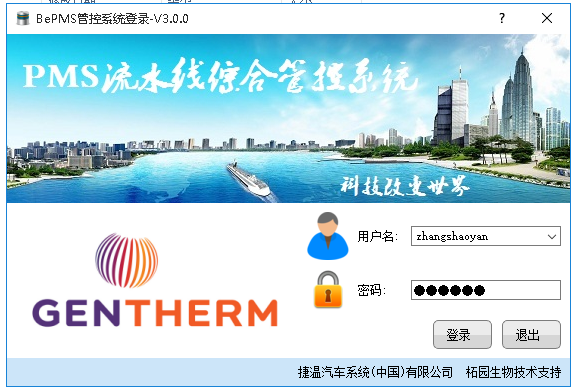 BePMS管控系统登录-V3.0.0
PMS流水线综合管控系统
科技改变世界
用户名:
zhangshaoyan
GENTHERM
密码:
登录
退出
捷温汽车系统(中国)有限公司 柘园生物技术支持